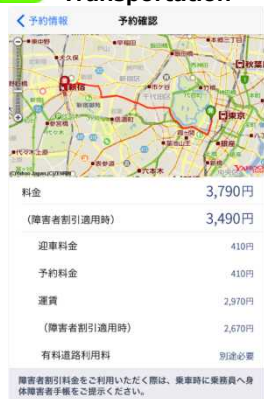 Transportation
予約情報
予約確認
新宿
東京
六本木
料金 3,790円
(障害者割引適用時) 3,490円
迎車料金 410円
予約料金 410円
運賃 2,970円
(障害者割引適用時) 2,670円
有料道路利用料 別途必要
障害者割引料金をご利用いただく際は、乗車時に乗務員へ身
体障害者手帳をご提示ください。